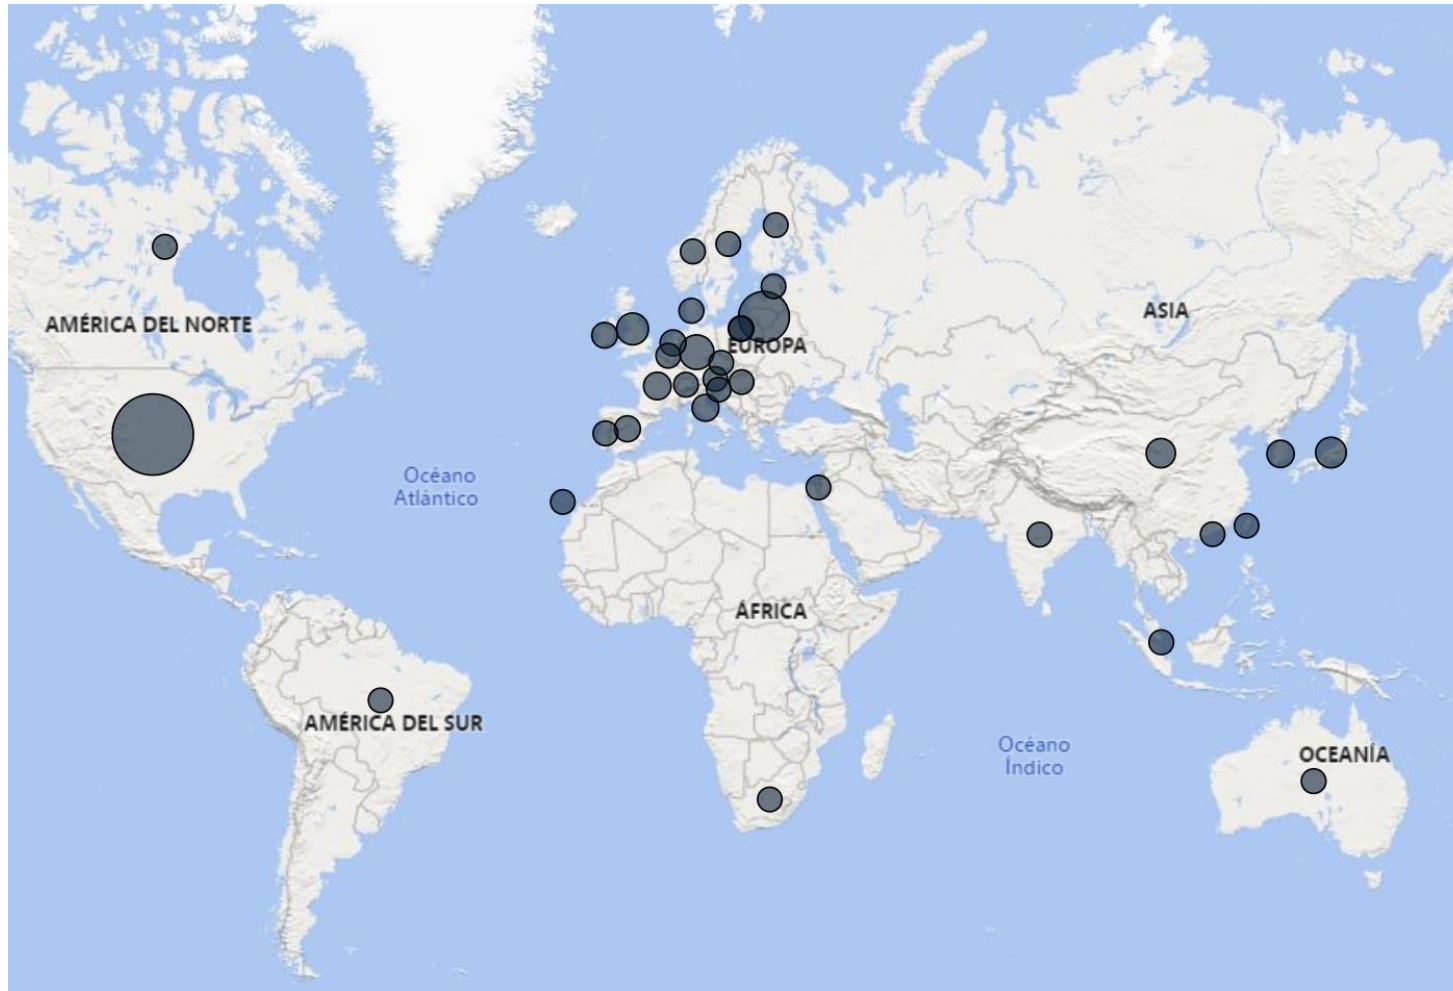 ASIA
AMÉRICA DEL NORTE
EUROPA
Océano
Atlántico
ÁFRICA
AMÉRICA DEL SUR
Océano
Índico
OCEANÍA